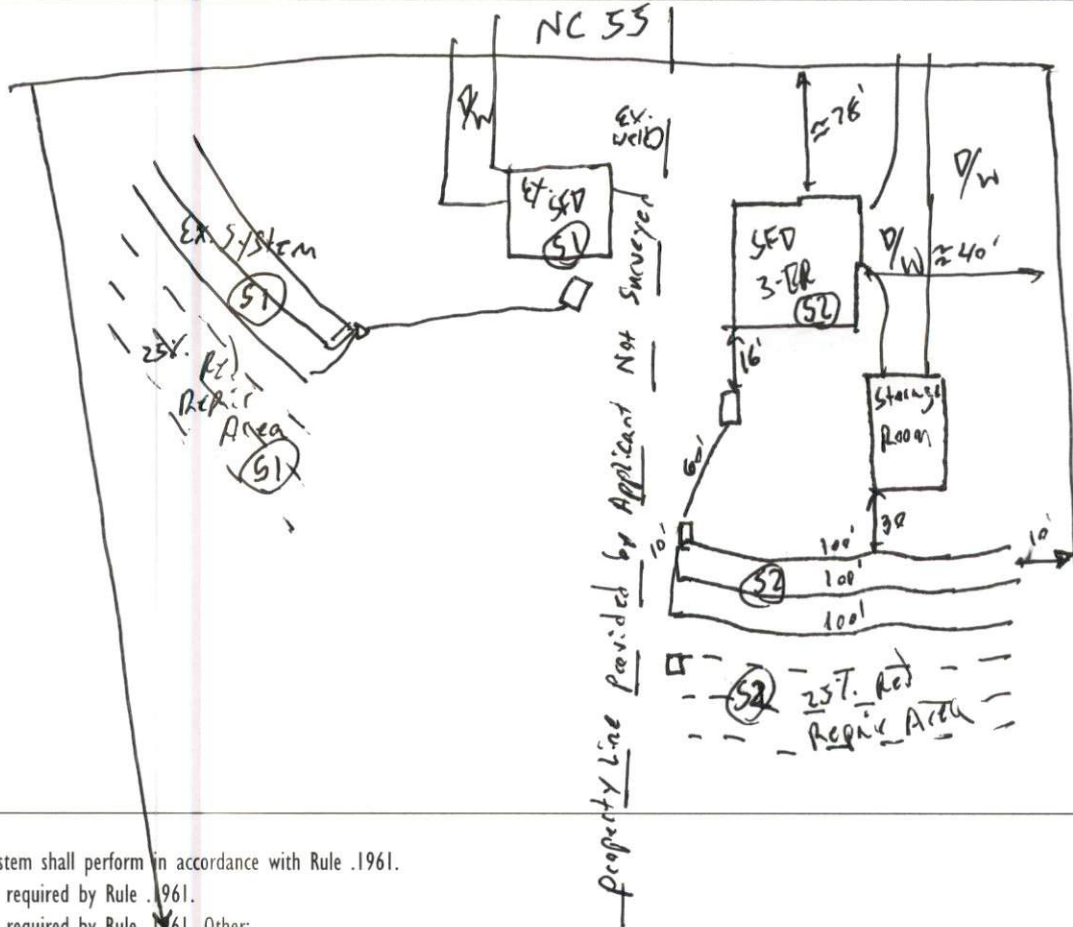 NC 55
D/W
Ex.
Well
≈78'
D/W
Ex. SFD
S1
SFD
3-BR
S2
D/W
≈40'
Ex. System
S1
16'
Storage
Room
25%
Red
Repair
Area
S1
60'
30
10'
100'
10'
S2
100'
100'
S2
25% Red
Repair Area
Property Line Provided by Applicant Not Surveyed
stem shall perform in accordance with Rule .1961.
required by Rule .1961.
required by Rule .1961. Other: